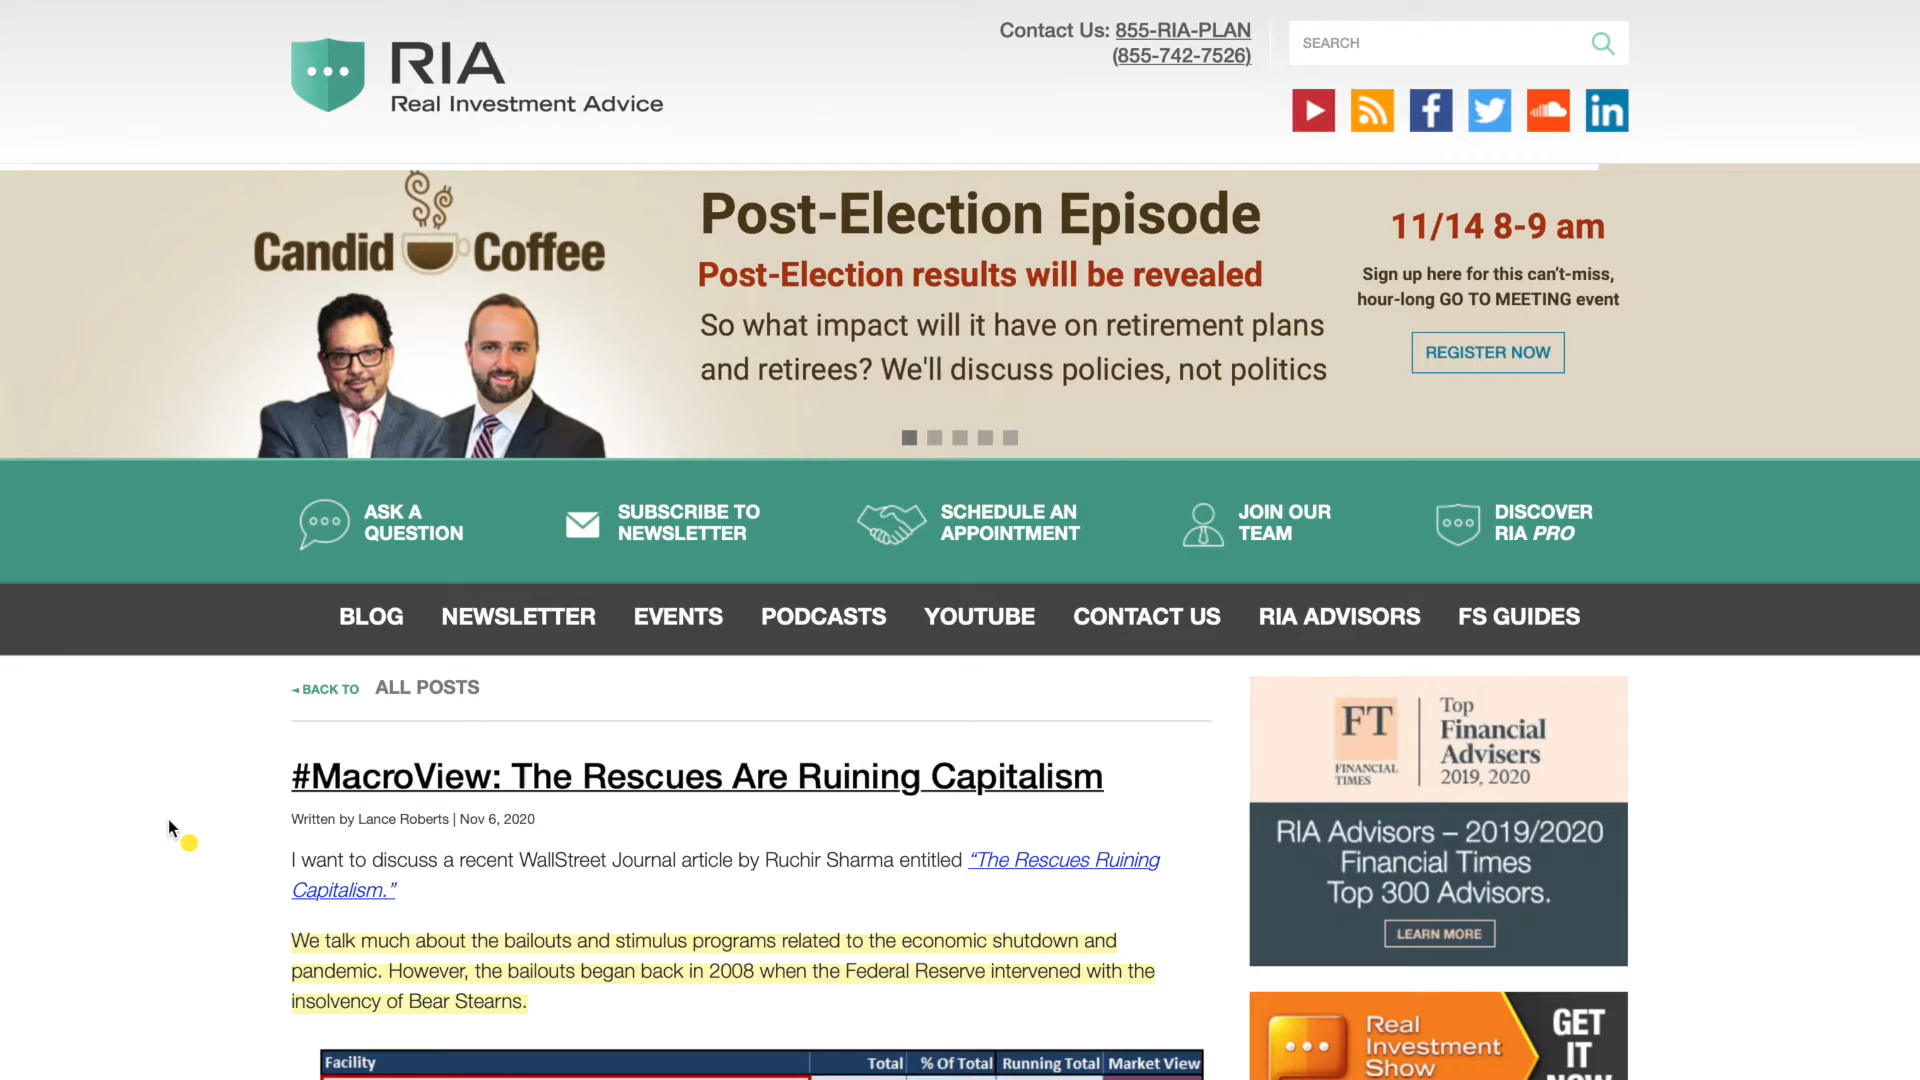 RIA
Real Investment Advice
Contact Us: 855-RIA-PLAN
(855-742-7526)
SEARCH
Candid Coffee
Post-Election Episode
Post-Election results will be revealed
So what impact will it have on retirement plans
and retirees? We'll discuss policies, not politics
11/14 8-9 am
Sign up here for this can't-miss,
hour-long GO TO MEETING event
REGISTER NOW
ASK A
QUESTION
SUBSCRIBE TO
NEWSLETTER
SCHEDULE AN
APPOINTMENT
JOIN OUR
TEAM
DISCOVER
RIA PRO
BLOG NEWSLETTER EVENTS PODCASTS YOUTUBE CONTACT US RIA ADVISORS FS GUIDES
◄ BACK TO ALL POSTS
#MacroView: The Rescues Are Ruining Capitalism
Written by Lance Roberts | Nov 6, 2020
I want to discuss a recent WallStreet Journal article by Ruchir Sharma entitled “The Rescues Ruining
Capitalism.”
We talk much about the bailouts and stimulus programs related to the economic shutdown and
pandemic. However, the bailouts began back in 2008 when the Federal Reserve intervened with the
insolvency of Bear Stearns.
Facility Total % Of Total Running Total Market View
FT
FINANCIAL
TIMES
Top
Financial
Advisers
2019, 2020
RIA Advisors – 2019/2020
Financial Times
Top 300 Advisors.
LEARN MORE
Real
Investment
Show
GET
IT
NOW